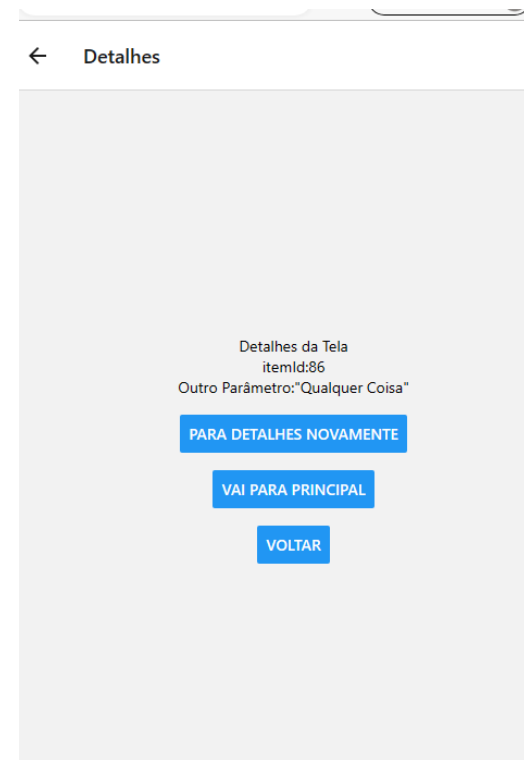 Detalhes
Detalhes da Tela
itemId:86
Outro Parâmetro:"Qualquer Coisa"
PARA DETALHES NOVAMENTE
VAI PARA PRINCIPAL
VOLTAR